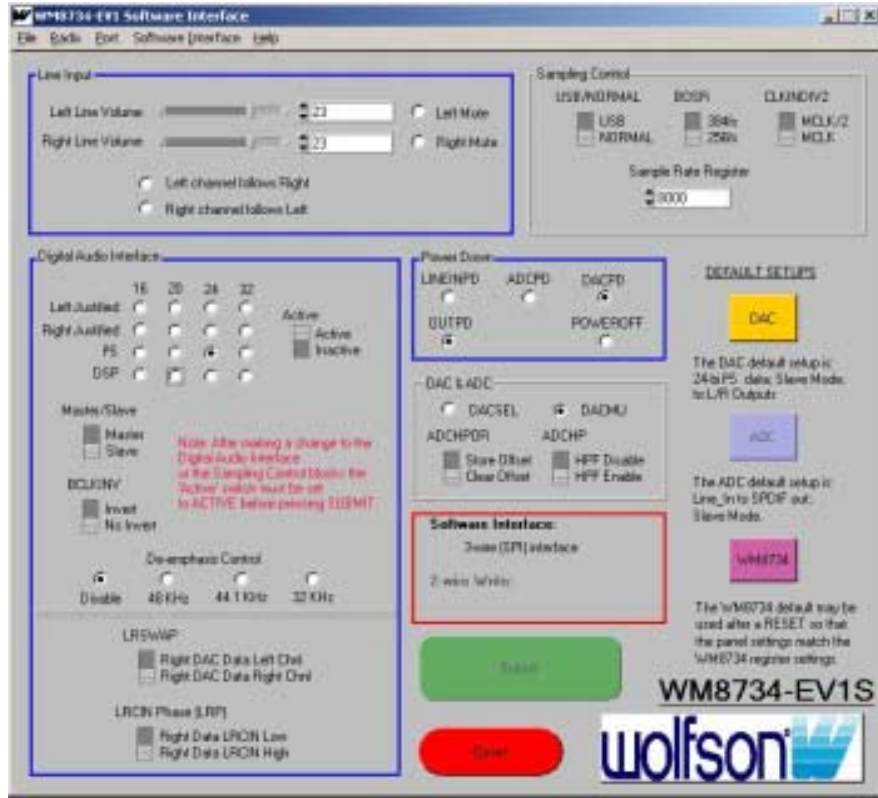 WM8734-EV1 Software Interface
File Radix Port Software Interface Help
Line Input
Left Line Volume 23 Left Mute
Right Line Volume 23 Right Mute
Left channel follows Right
Right channel follows Left
Sampling Control
USB/NORMAL BOSR CLKINDIV2
USB 384fs MCLK/2
NORMAL 256fs MCLK
Sample Rate Register
0000
Digital Audio Interface
16 20 24 32
Left Justified
Right Justified
I²S
DSP
Active
Active
Inactive
Master/Slave
Master
Slave
Note: After making a change to the
Digital Audio Interface
or the Sampling Control blocks the
'Active' switch must be set
to ACTIVE before pressing SUBMIT
BCLKINV
Invert
No Invert
De-emphasis Control
Disable 48 KHz 44.1 KHz 32 KHz
LRSWAP
Right DAC Data Left Chnl
Right DAC Data Right Chnl
LRCIN Phase (LRP)
Right Data LRCIN Low
Right Data LRCIN High
Power Down
LINEINPD ADCPD DACPD
OUTPD POWEROFF
DAC & ADC
DACSEL DACMU
ADCHPOR ADCHP
Store Offset HPF Disable
Clear Offset HPF Enable
Software Interface:
3-wire (SPI) interface
2-wire Write:
Submit
DEFAULT SETUPS
DAC
The DAC default setup is:
24-bit I²S data; Slave Mode;
to L/R Outputs
ADC
The ADC default setup is:
Line_In to SPDIF out;
Slave Mode.
WM8734
The WM8734 default may be
used after a RESET so that
the panel settings match the
WM8734 register settings.
WM8734-EV1S
wolfson